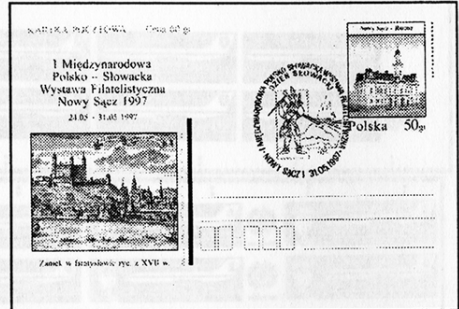 KARTKA POCZTOWA Cena 60 gr
I Międzynarodowa
Polsko - Słowacka
Wystawa Filatelistyczna
Nowy Sącz 1997
24.05 - 31.05 1997
Zamek w Bratysławie ryc. z XVII w.
DZIEŃ SŁOWACKI
NOWY SĄCZ 1 31.05.1997
Nowy Sącz - Ratusz
Polska 50gr